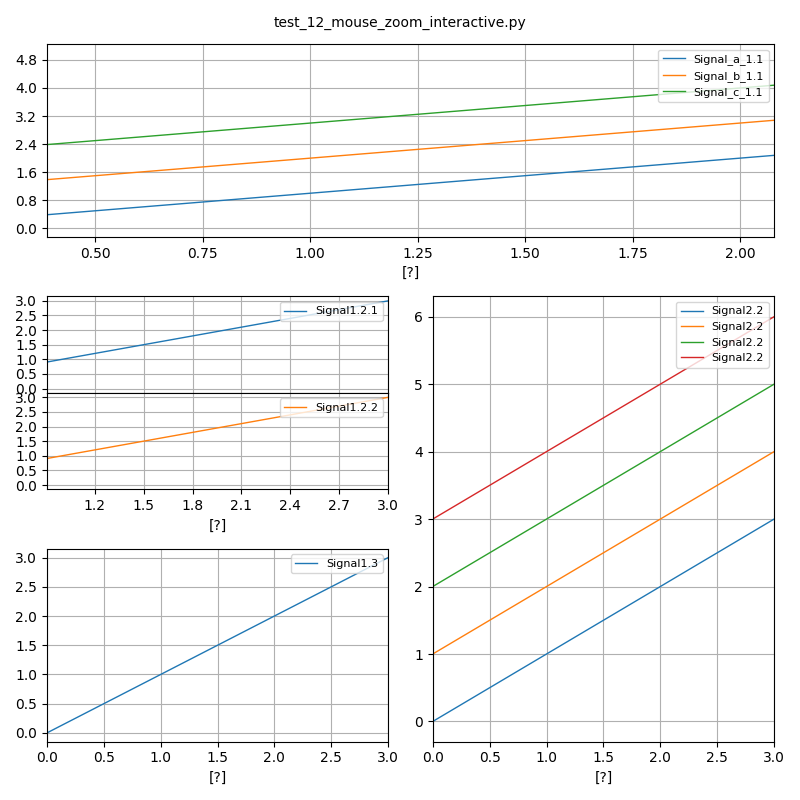 test_12_mouse_zoom_interactive.py
4.8
4.0
3.2
2.4
1.6
0.8
0.0
Signal_a_1.1
Signal_b_1.1
Signal_c_1.1
0.50 0.75 1.00 1.25 1.50 1.75 2.00
[?]
3.0
2.5
2.0
1.5
1.0
0.5
0.0
Signal1.2.1
3.0
2.5
2.0
1.5
1.0
0.5
0.0
Signal1.2.2
1.2 1.5 1.8 2.1 2.4 2.7 3.0
[?]
3.0
2.5
2.0
1.5
1.0
0.5
0.0
Signal1.3
0.0 0.5 1.0 1.5 2.0 2.5 3.0
[?]
6
5
4
3
2
1
0
Signal2.2
Signal2.2
Signal2.2
Signal2.2
0.0 0.5 1.0 1.5 2.0 2.5 3.0
[?]